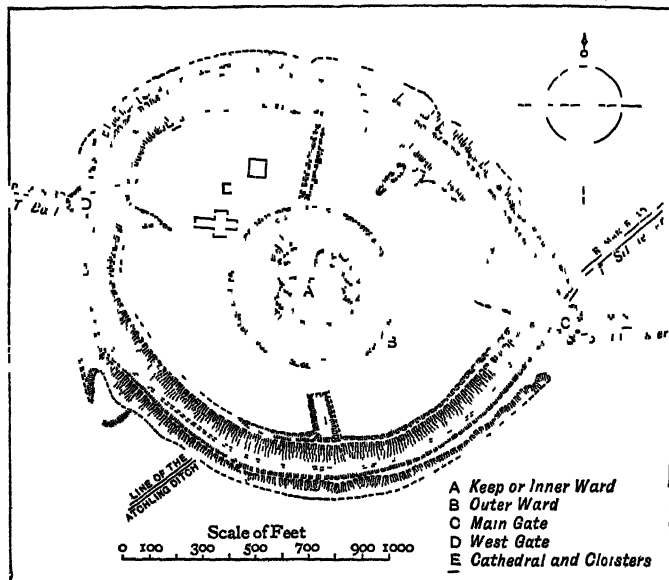 D
E
A
B
C
LINE OF THE
ATCHLING DITCH
A Keep or Inner Ward
B Outer Ward
C Main Gate
D West Gate
E Cathedral and Cloisters
Scale of Feet
0 100 300 500 700 1000